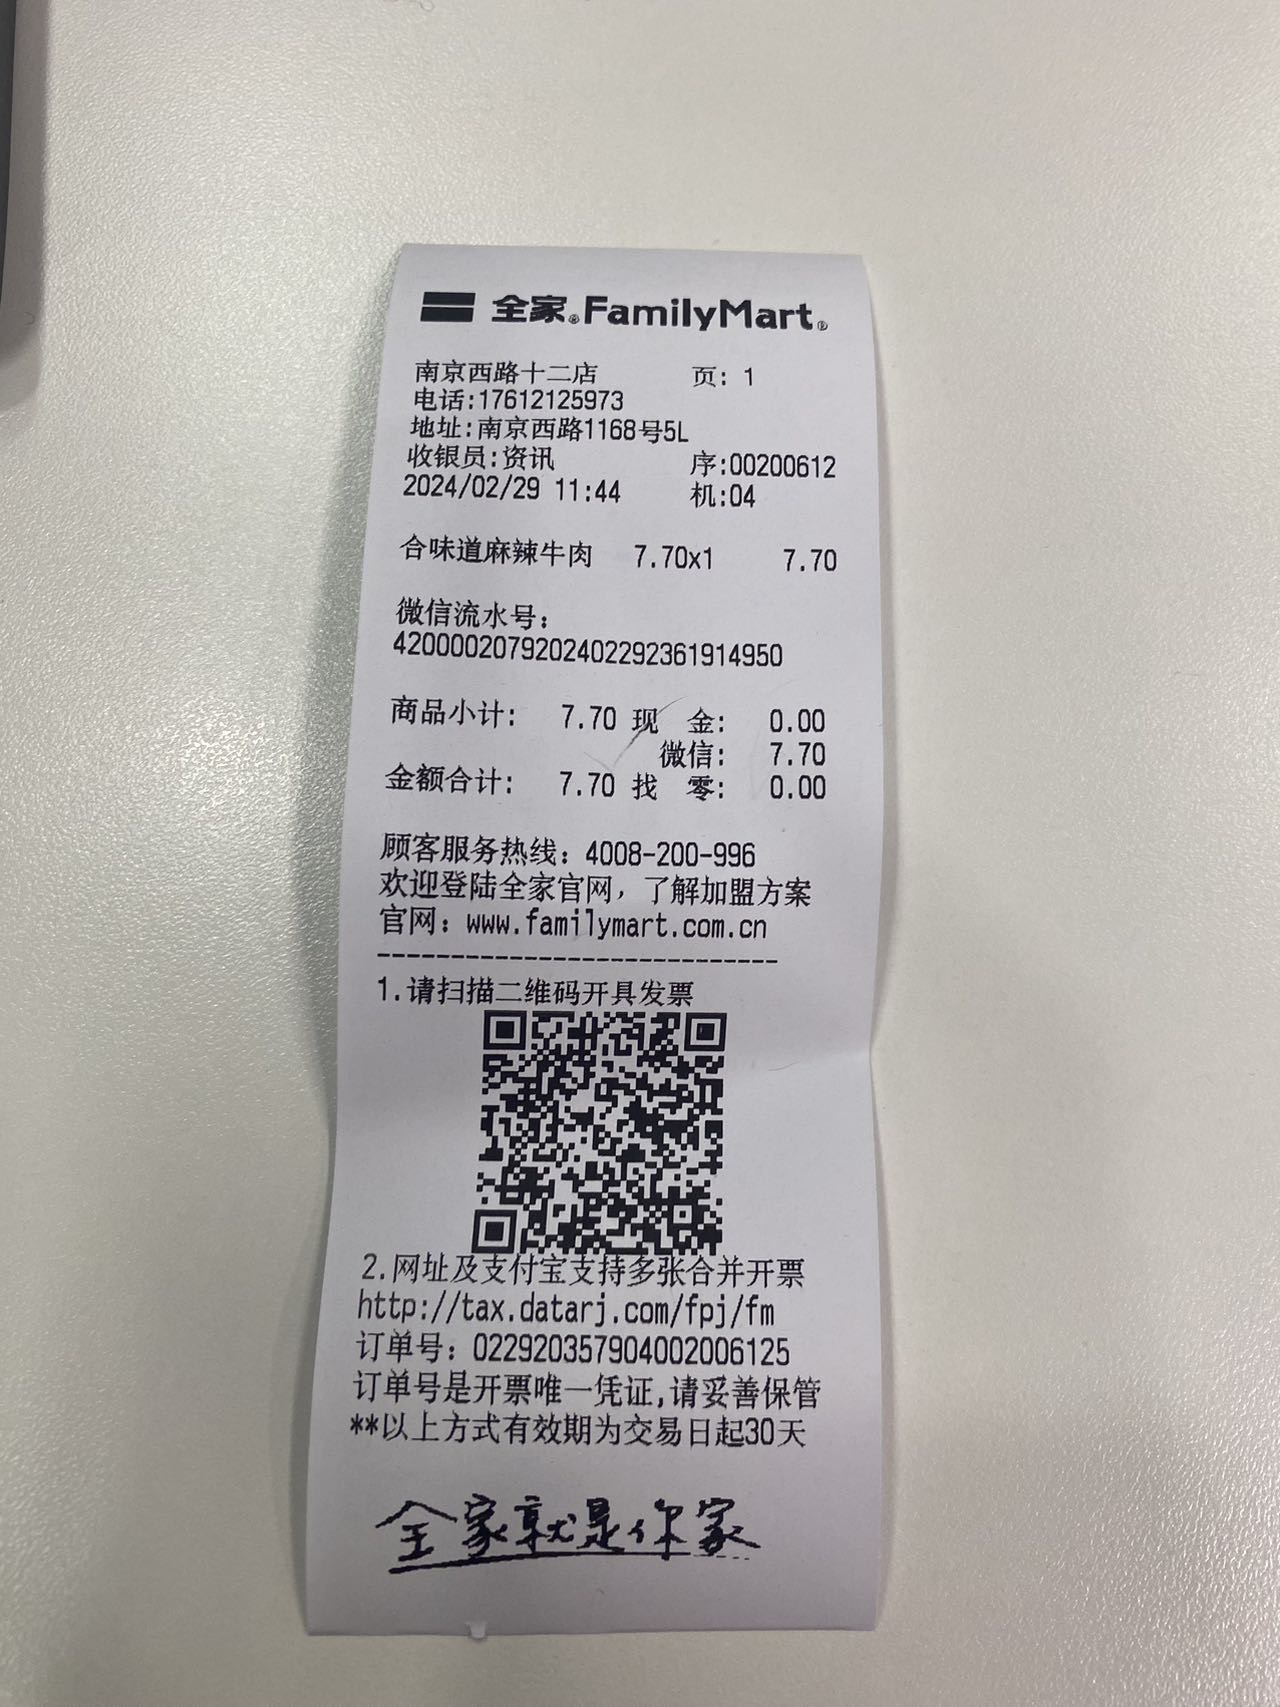 全家®FamilyMart®
南京西路十二店 页: 1
电话:17612125973
地址:南京西路1168号5L
收银员:资讯 序:00200612
2024/02/29 11:44 机:04
合味道麻辣牛肉 7.70x1 7.70
微信流水号:
4200002079202402292361914950
商品小计: 7.70 现 金: 0.00
微信: 7.70
金额合计: 7.70 找 零: 0.00
顾客服务热线: 4008-200-996
欢迎登陆全家官网，了解加盟方案
官网: www.familymart.com.cn
----------------------------
1.请扫描二维码开具发票
2.网址及支付宝支持多张合并开票
http://tax.datarj.com/fpj/fm
订单号: 022920357904002006125
订单号是开票唯一凭证,请妥善保管
**以上方式有效期为交易日起30天
全家就是你家